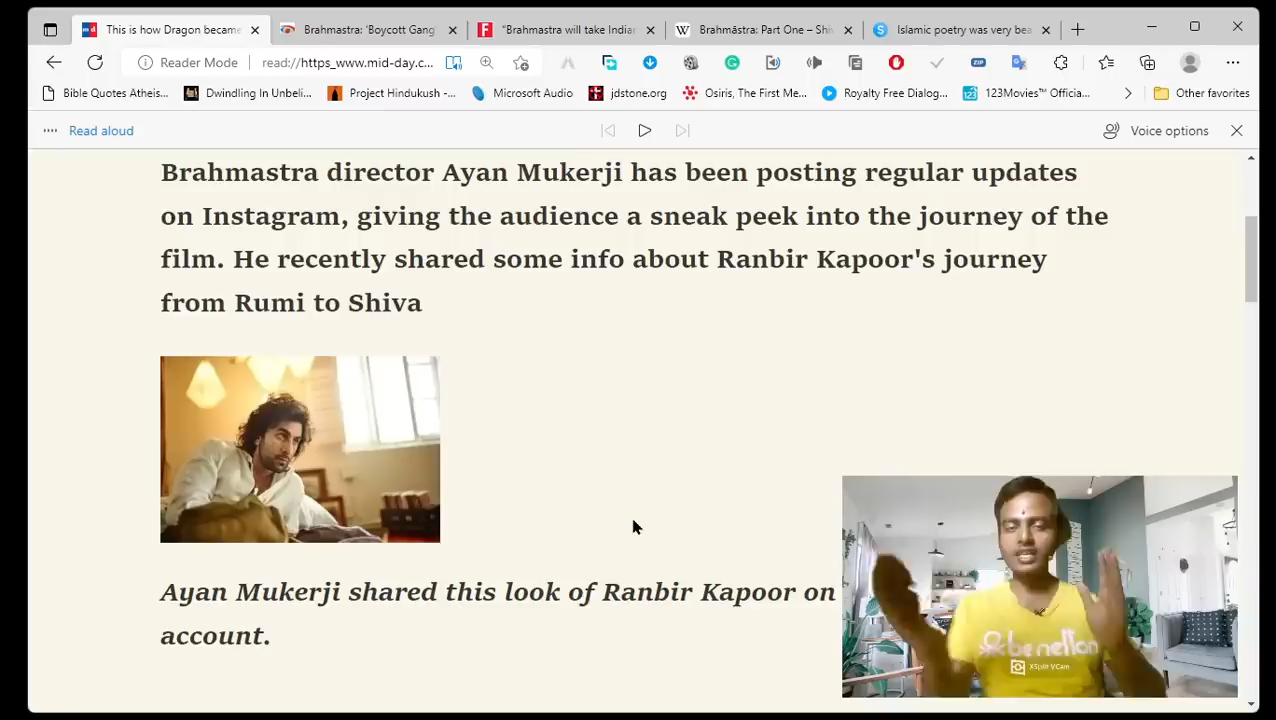 This is how Dragon became
Brahmastra: 'Boycott Gang'
"Brahmastra will take Indian
Brahmāstra: Part One – Shiv
Islamic poetry was very bea
Reader Mode
read://https_www.mid-day.c...
Bible Quotes Atheis...
Dwindling In Unbeli...
Project Hindukush -...
Microsoft Audio
jdstone.org
Osiris, The First Me...
Royalty Free Dialog...
123Movies™ Officia...
Other favorites
Read aloud
Voice options
Brahmastra director Ayan Mukerji has been posting regular updates
on Instagram, giving the audience a sneak peek into the journey of the
film. He recently shared some info about Ranbir Kapoor's journey
from Rumi to Shiva
Ayan Mukerji shared this look of Ranbir Kapoor on
account.
benetton
XSplit VCam